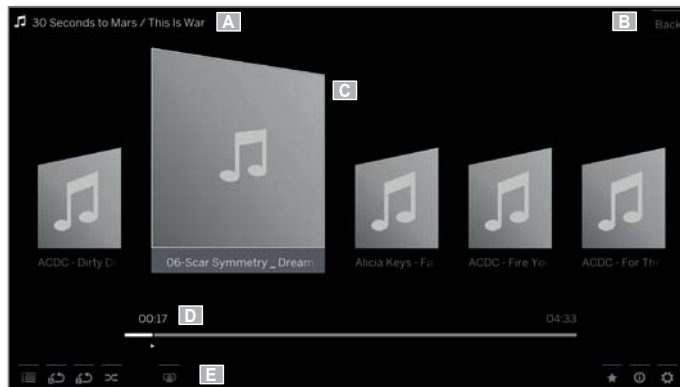 30 Seconds to Mars / This Is War
A
B
Back
C
ACDC - Dirty D
06-Scar Symmetry _ Dream
Alicia Keys - Fa
ACDC - Fire Yo
ACDC - For Th
00:17
D
04:33
E